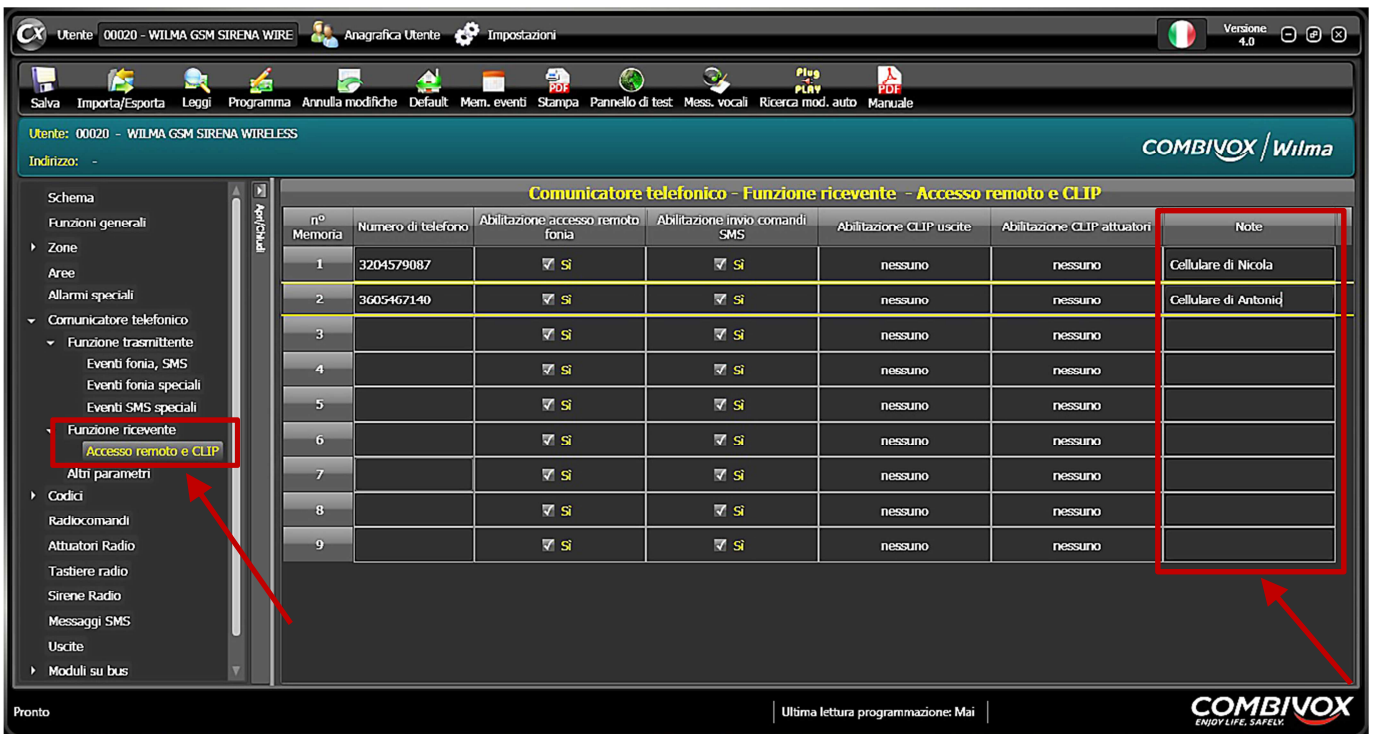 CX Utente 00020 - WILMA GSM SIRENA WIRE Anagrafica Utente Impostazioni Versione 4.0
Salva Importa/Esporta Leggi Programma Annulla modifiche Default Mem. eventi Stampa Pannello di test Mess. vocali Ricerca mod. auto Manuale
Utente: 00020 - WILMA GSM SIRENA WIRELESS
Indirizzo: -
COMBIVOX / Wilma
Schema
Funzioni generali
Zone
Aree
Allarmi speciali
Comunicatore telefonico
Funzione trasmittente
Eventi fonia, SMS
Eventi fonia speciali
Eventi SMS speciali
Funzione ricevente
Accesso remoto e CLIP
Altri parametri
Codici
Radiocomandi
Attuatori Radio
Tastiere radio
Sirene Radio
Messaggi SMS
Uscite
Moduli su bus
Apri/Chiudi
Comunicatore telefonico - Funzione ricevente - Accesso remoto e CLIP
n° Memoria Numero di telefono Abilitazione accesso remoto fonia Abilitazione invio comandi SMS Abilitazione CLIP uscite Abilitazione CLIP attuatori Note
1 3204579087 Sì Sì nessuno nessuno Cellulare di Nicola
2 3605467140 Sì Sì nessuno nessuno Cellulare di Antonio
3 Sì Sì nessuno nessuno
4 Sì Sì nessuno nessuno
5 Sì Sì nessuno nessuno
6 Sì Sì nessuno nessuno
7 Sì Sì nessuno nessuno
8 Sì Sì nessuno nessuno
9 Sì Sì nessuno nessuno
Pronto Ultima lettura programmazione: Mai
COMBIVOX
ENJOY LIFE, SAFELY.